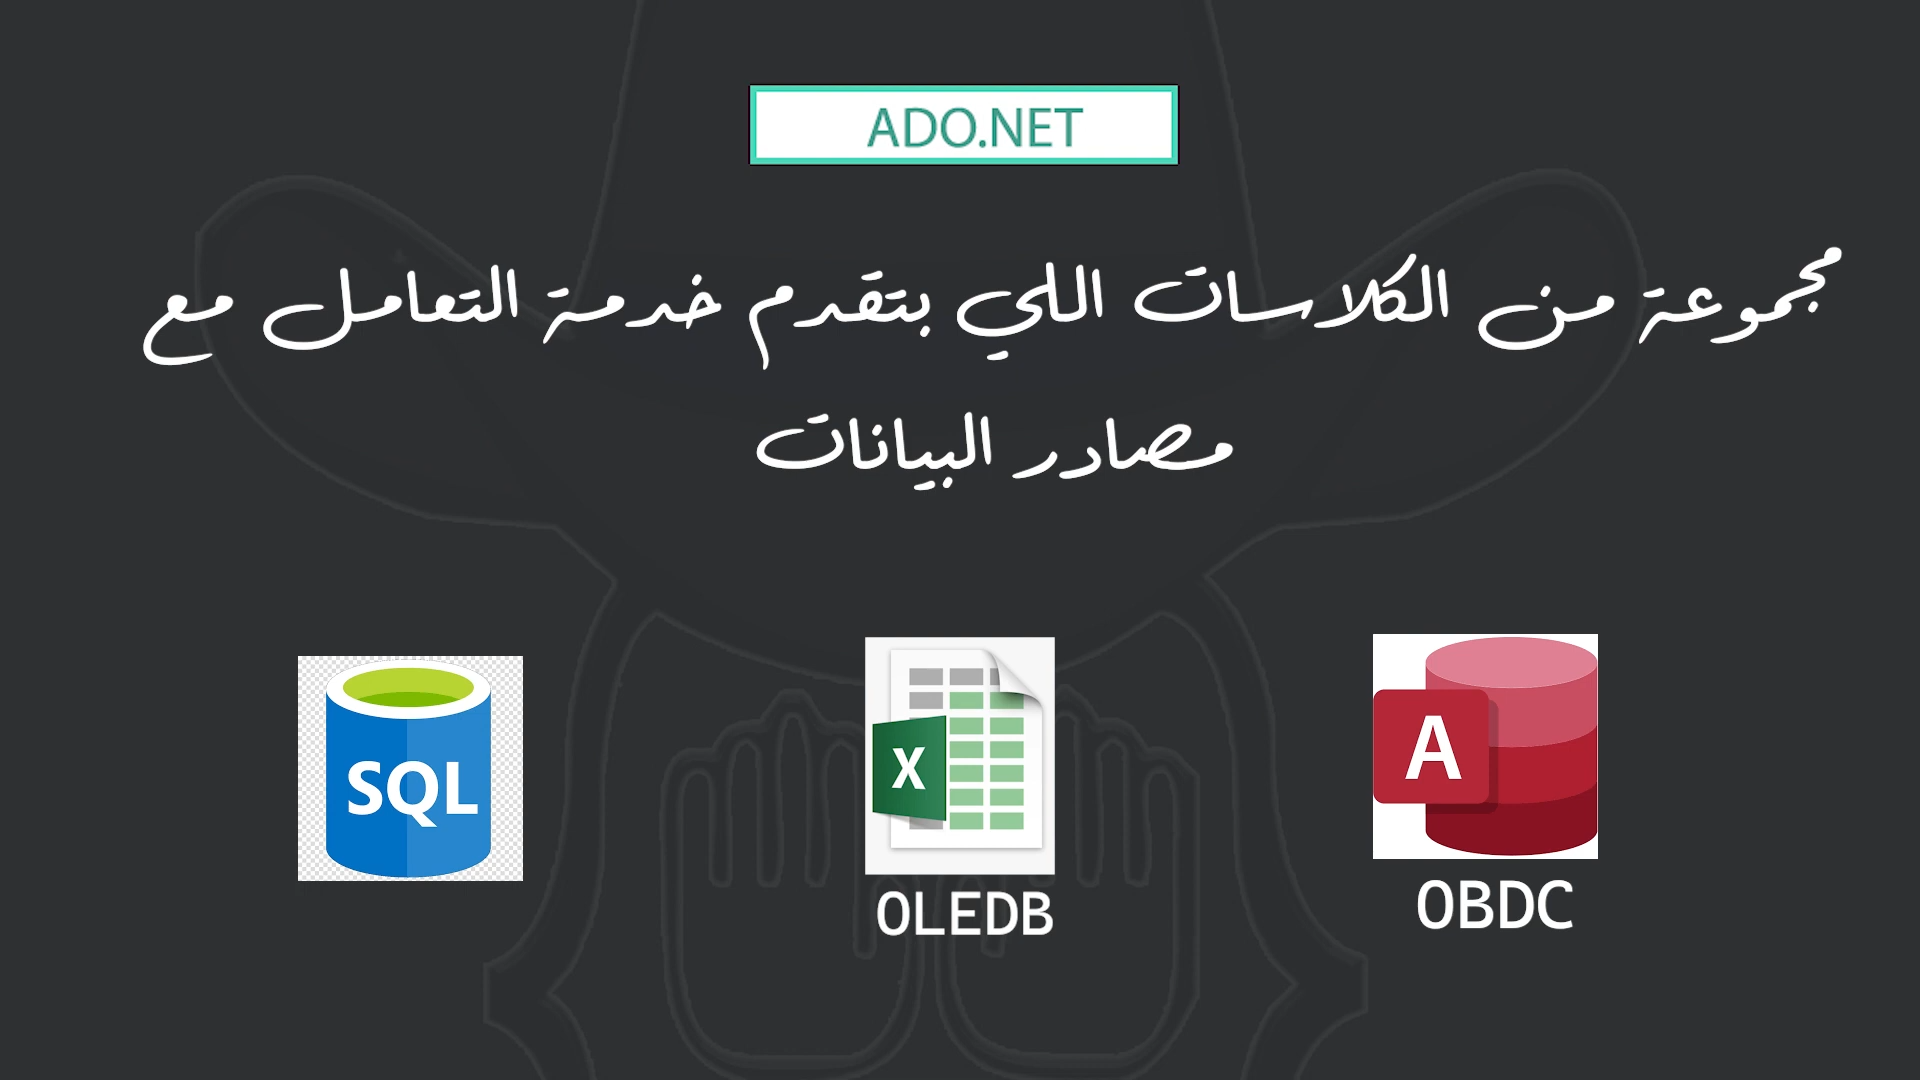 ADO.NET
مجموعة من الكلاسات اللي بتقدم خدمة التعامل مع
مصادر البيانات
SQL
X
A
OLEDB
OBDC